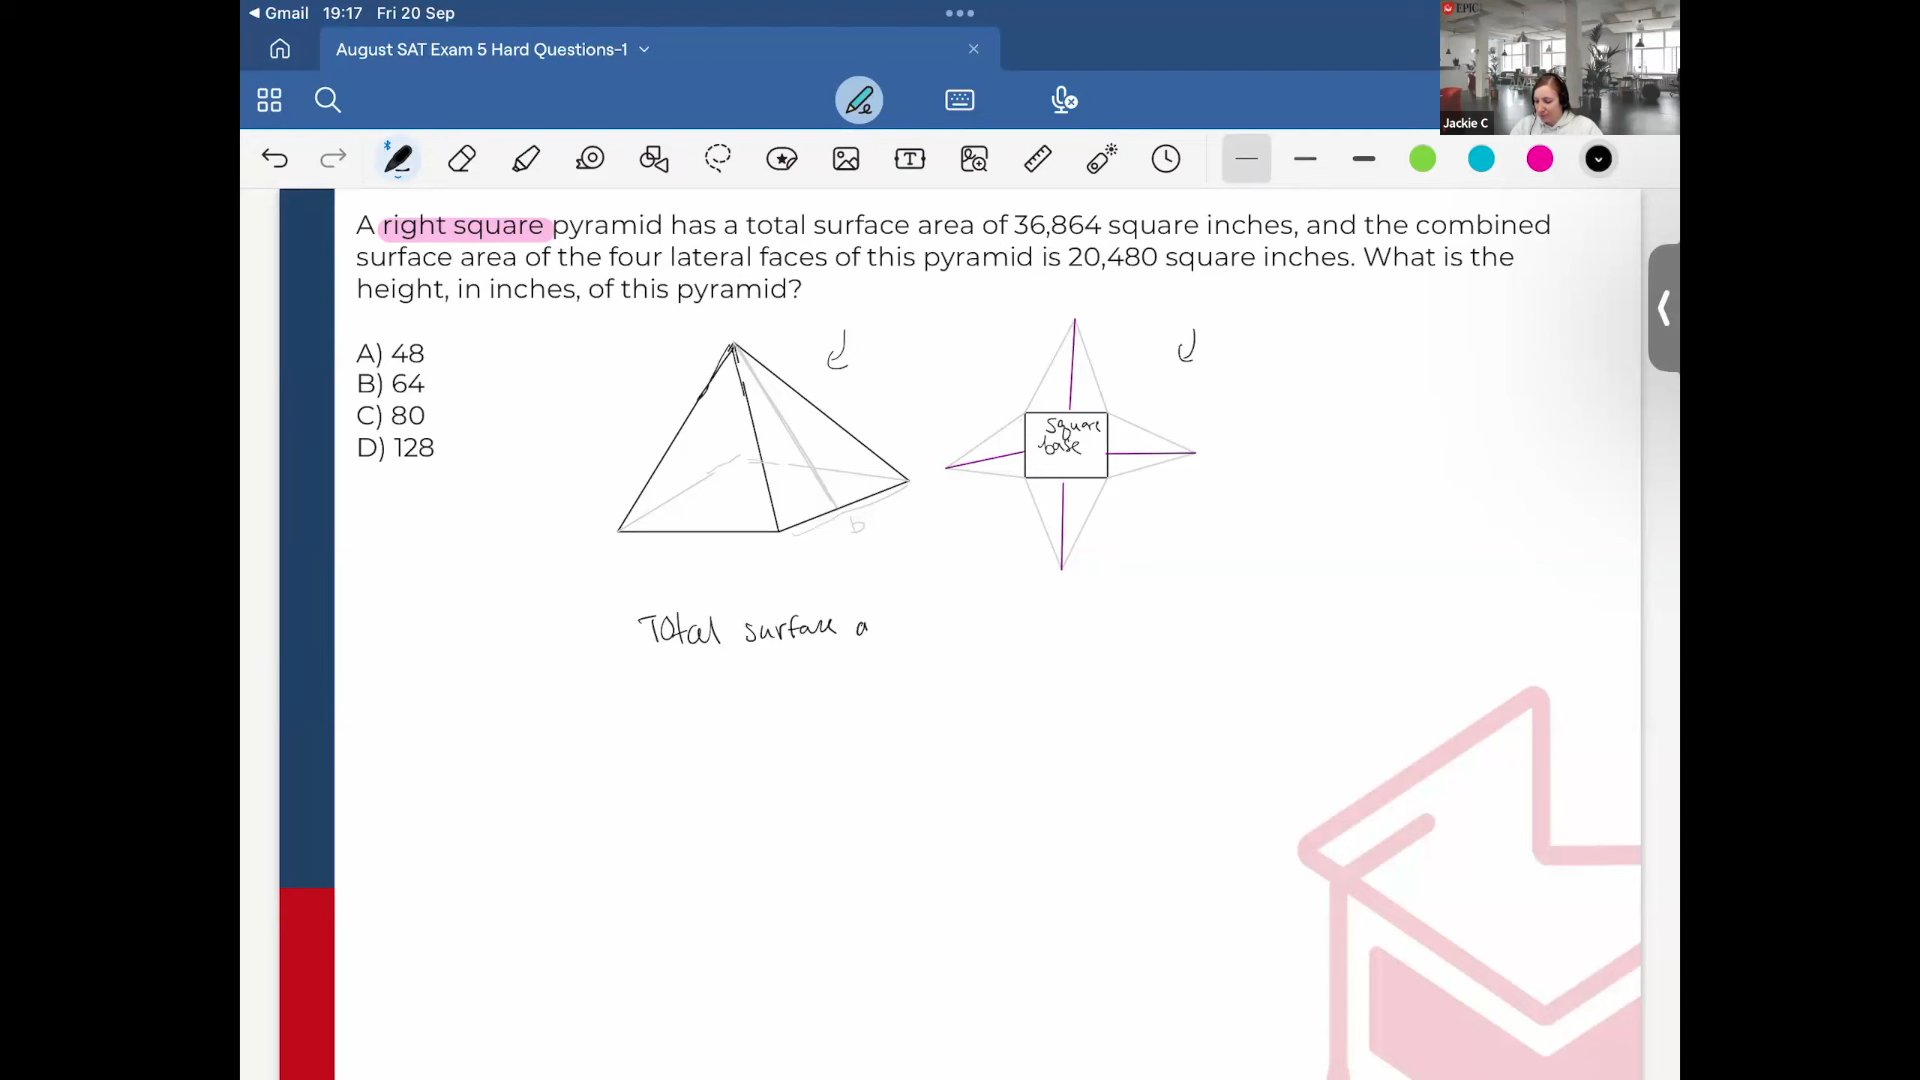 Gmail 19:17 Fri 20 Sep
EPIC
August SAT Exam 5 Hard Questions-1
Jackie C
A right square pyramid has a total surface area of 36,864 square inches, and the combined
surface area of the four lateral faces of this pyramid is 20,480 square inches. What is the
height, in inches, of this pyramid?
A) 48
B) 64
C) 80
D) 128
square
base
b
Total surface a